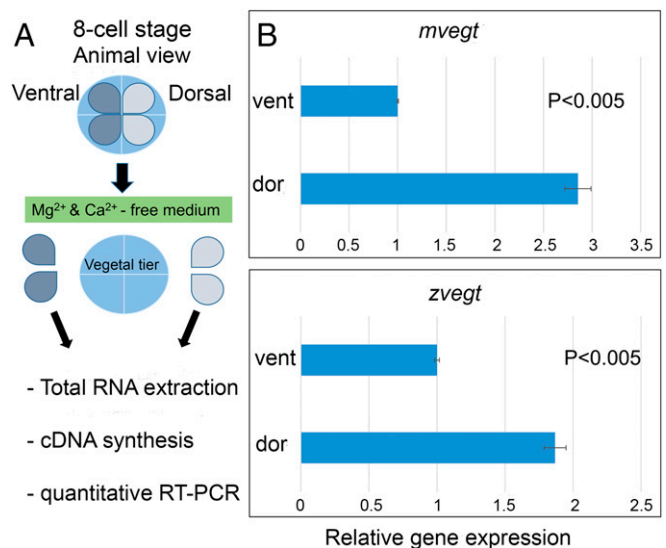 A
8-cell stage
Animal view
Ventral
Dorsal
Mg²⁺ & Ca²⁺ - free medium
Vegetal tier
- Total RNA extraction
- cDNA synthesis
- quantitative RT-PCR
B
mvegt
vent
P<0.005
dor
0 0.5 1 1.5 2 2.5 3 3.5
zvegt
vent
P<0.005
dor
0 0.5 1 1.5 2 2.5
Relative gene expression